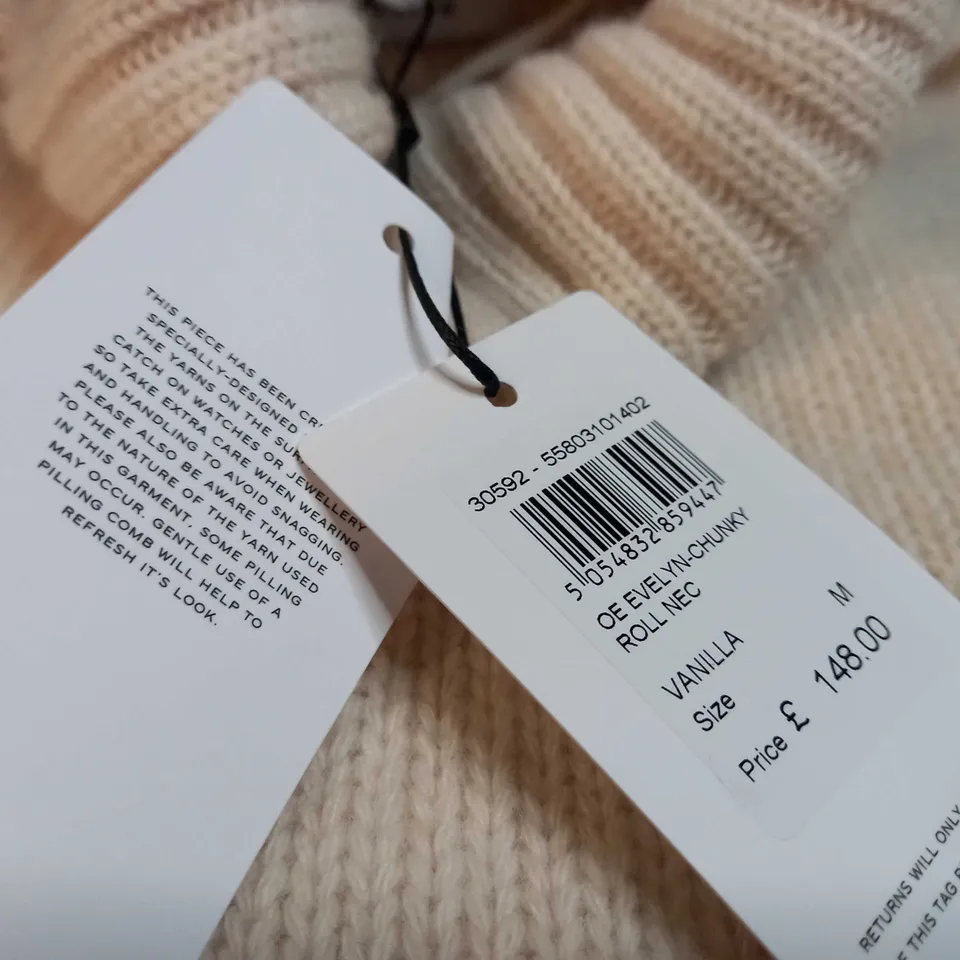 THIS PIECE HAS BEEN
SPECIALLY-DESIGNED
THE YARNS ON THE
CATCH ON WATCHES OR JEWELLERY
SO TAKE EXTRA CARE WHEN WEARING
AND HANDLING TO AVOID SNAGGING.
PLEASE ALSO BE AWARE THAT DUE
TO THE NATURE OF THE YARN USED
IN THIS GARMENT, SOME PILLING
MAY OCCUR. GENTLE USE OF A
PILLING COMB WILL HELP TO
REFRESH IT'S LOOK.
30592 - 55803101402
5 054832 859447
OE EVELYN-CHUNKY
ROLL NEC
VANILLA
Size M
Price £ 148.00
RETURNS WILL ONLY
THIS TAG